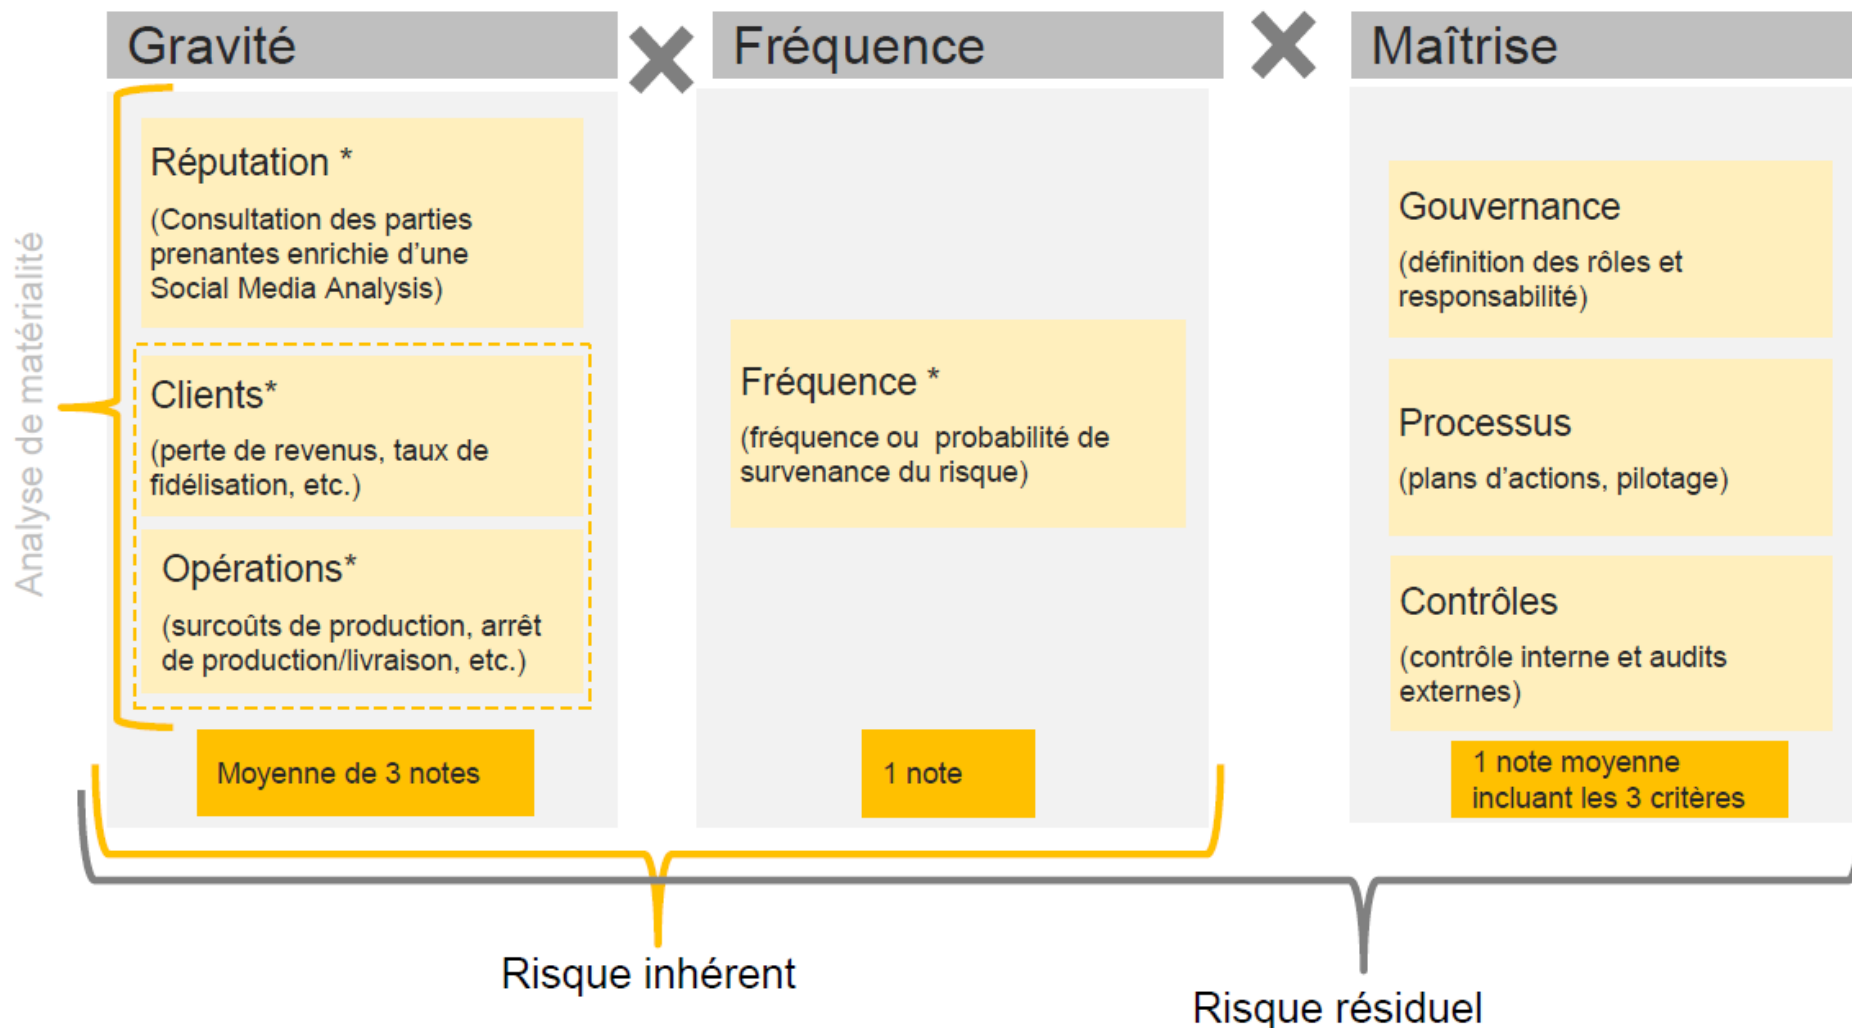 Gravité
Fréquence
Maîtrise
Analyse de matérialité
Réputation *
(Consultation des parties
prenantes enrichie d'une
Social Media Analysis)
Clients*
(perte de revenus, taux de
fidélisation, etc.)
Opérations*
(surcoûts de production, arrêt
de production/livraison, etc.)
Moyenne de 3 notes
Fréquence *
(fréquence ou  probabilité de
survenance du risque)
1 note
Gouvernance
(définition des rôles et
responsabilité)
Processus
(plans d'actions, pilotage)
Contrôles
(contrôle interne et audits
externes)
1 note moyenne
incluant les 3 critères
Risque inhérent
Risque résiduel